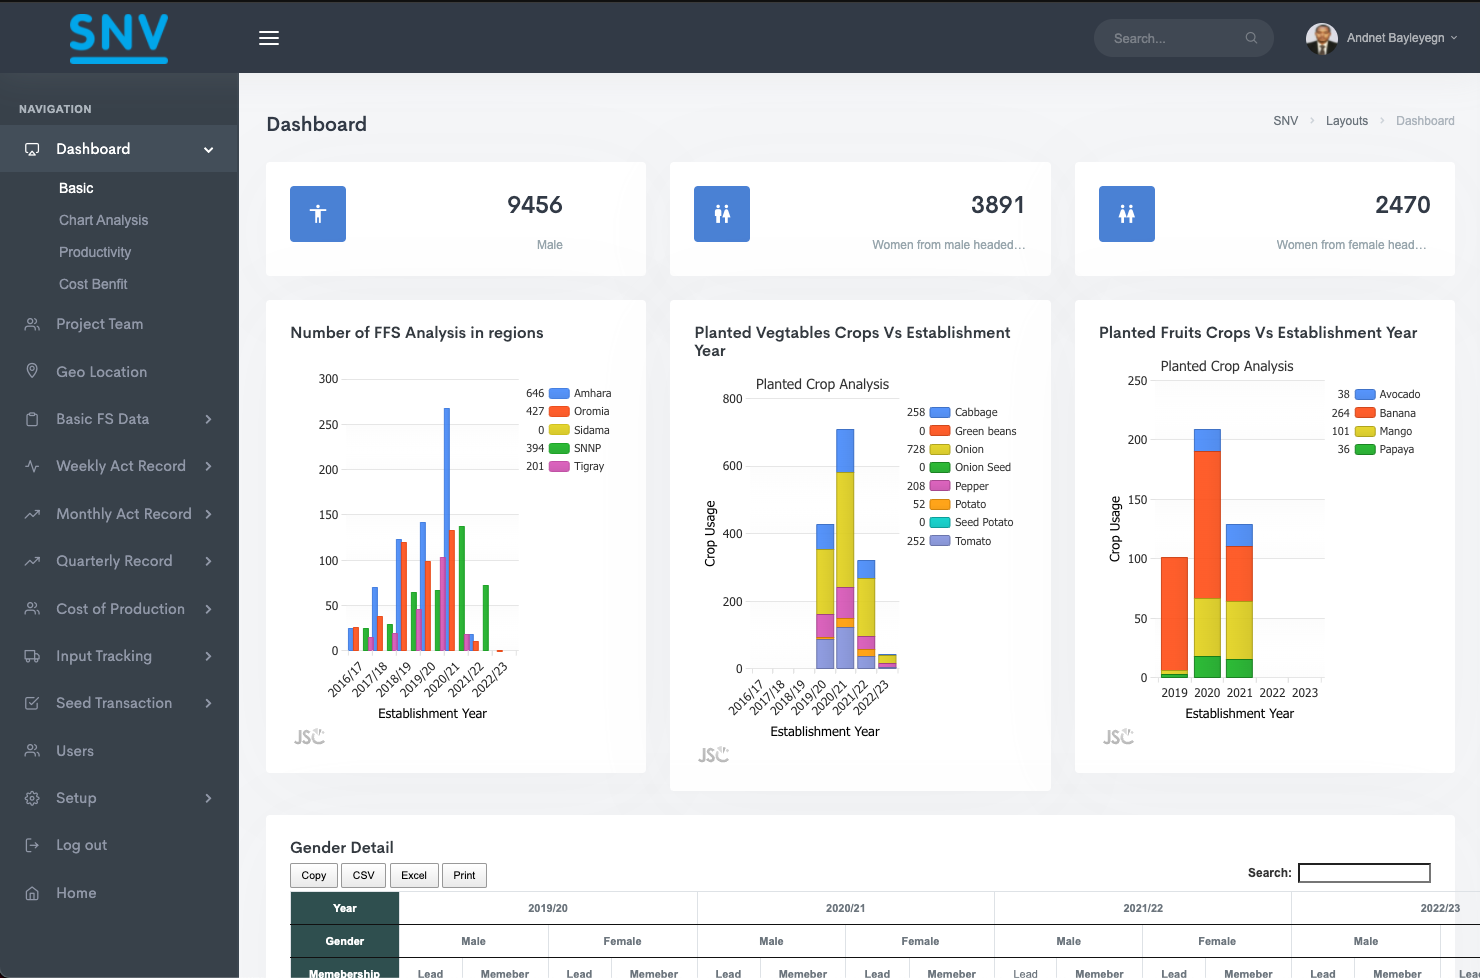 SNV
Search...
Andnet Bayleyegn
NAVIGATION
Dashboard
Basic
Chart Analysis
Productivity
Cost Benfit
Project Team
Geo Location
Basic FS Data
Weekly Act Record
Monthly Act Record
Quarterly Record
Cost of Production
Input Tracking
Seed Transaction
Users
Setup
Log out
Home
Dashboard
SNV > Layouts > Dashboard
9456
Male
3891
Women from male headed...
2470
Women from female head...
Number of FFS Analysis in regions
300
250
200
150
100
50
0
2016/17 2017/18 2018/19 2019/20 2020/21 2021/22 2022/23
Establishment Year
646 Amhara
427 Oromia
0 Sidama
394 SNNP
201 Tigray
JSC
Planted Vegtables Crops Vs Establishment
Year
Planted Crop Analysis
Crop Usage
800
600
400
200
0
2016/17 2017/18 2018/19 2019/20 2020/21 2021/22 2022/23
Establishment Year
258 Cabbage
0 Green beans
728 Onion
0 Onion Seed
208 Pepper
52 Potato
0 Seed Potato
252 Tomato
JSC
Planted Fruits Crops Vs Establishment Year
Planted Crop Analysis
Crop Usage
250
200
150
100
50
0
2019 2020 2021 2022 2023
Establishment Year
38 Avocado
264 Banana
101 Mango
36 Papaya
JSC
Gender Detail
Copy CSV Excel Print
Search:
Year 2019/20 2020/21 2021/22 2022/23
Gender Male Female Male Female Male Female Male
Memebership Lead Memeber Lead Memeber Lead Memeber Lead Memeber Lead Memeber Lead Memeber Lead Memeber Lea